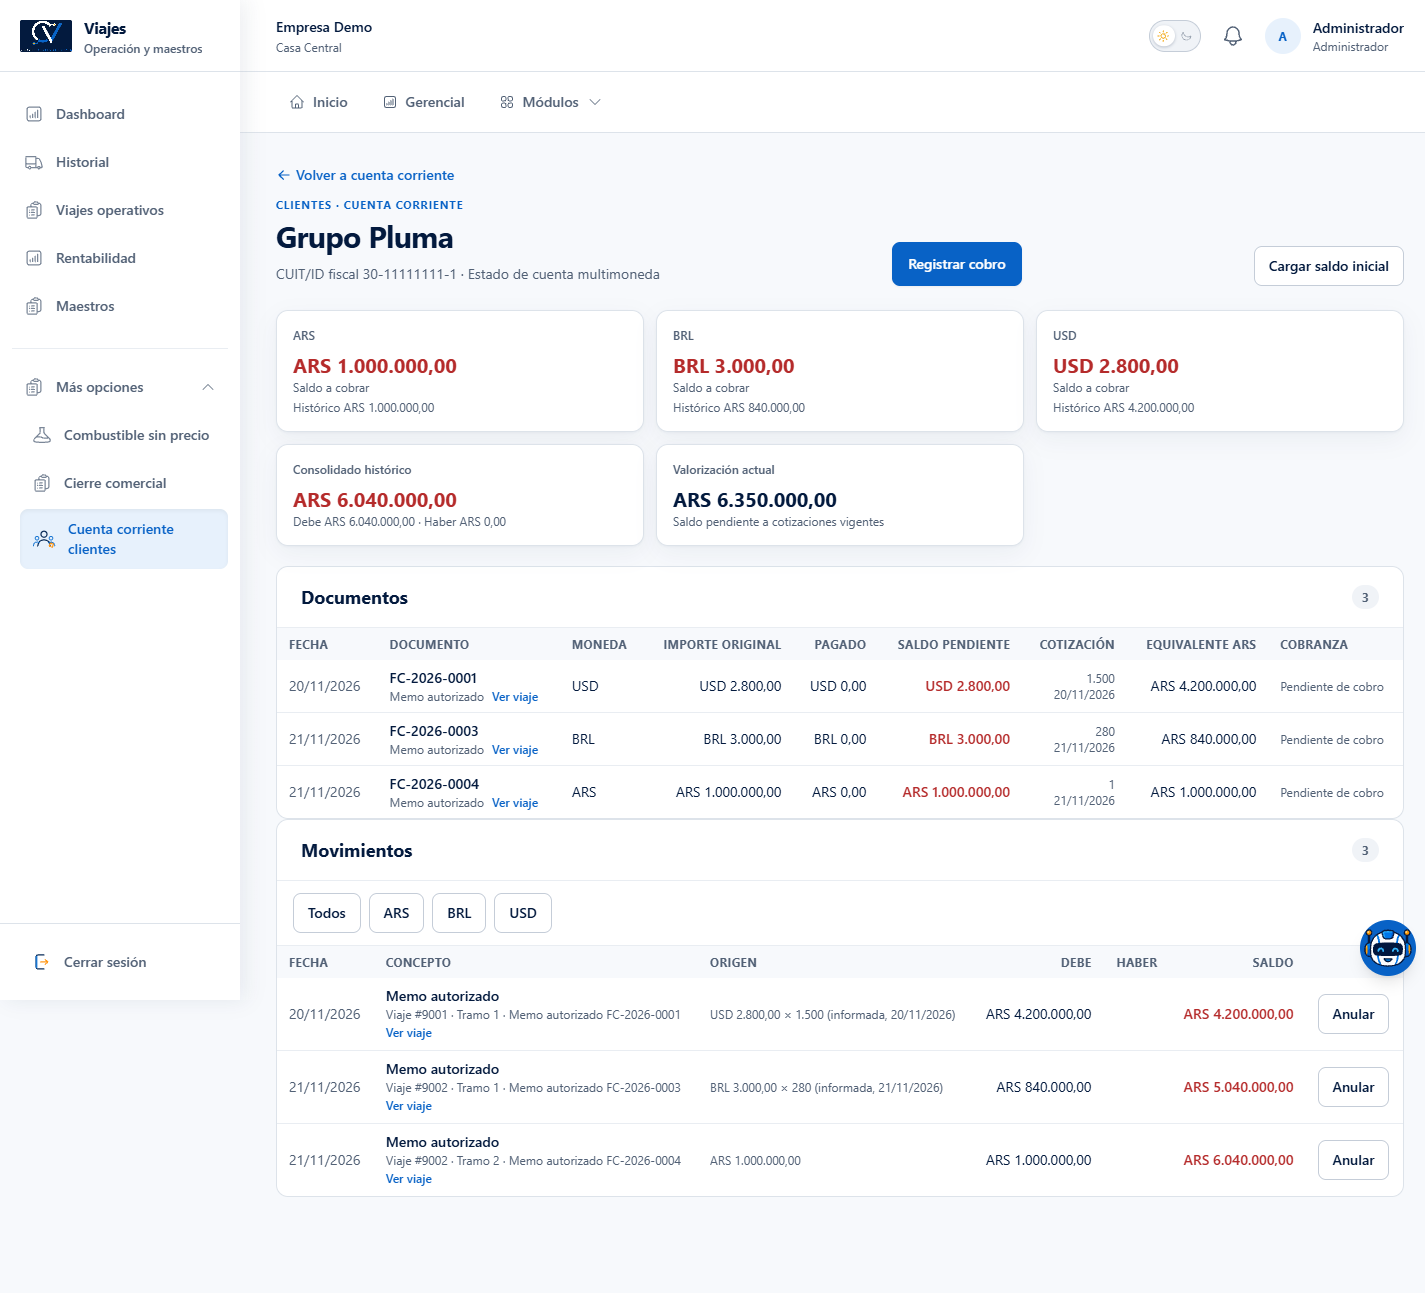 Viajes
Operación y maestros
Empresa Demo
Casa Central
A
Administrador
Administrador
Inicio
Gerencial
Módulos
Dashboard
Historial
Viajes operativos
Rentabilidad
Maestros
Más opciones
Combustible sin precio
Cierre comercial
Cuenta corriente
clientes
Cerrar sesión
← Volver a cuenta corriente
CLIENTES · CUENTA CORRIENTE
Grupo Pluma
CUIT/ID fiscal 30-11111111-1 · Estado de cuenta multimoneda
Registrar cobro
Cargar saldo inicial
ARS
ARS 1.000.000,00
Saldo a cobrar
Histórico ARS 1.000.000,00
BRL
BRL 3.000,00
Saldo a cobrar
Histórico ARS 840.000,00
USD
USD 2.800,00
Saldo a cobrar
Histórico ARS 4.200.000,00
Consolidado histórico
ARS 6.040.000,00
Debe ARS 6.040.000,00 · Haber ARS 0,00
Valorización actual
ARS 6.350.000,00
Saldo pendiente a cotizaciones vigentes
Documentos 3
FECHA DOCUMENTO MONEDA IMPORTE ORIGINAL PAGADO SALDO PENDIENTE COTIZACIÓN EQUIVALENTE ARS COBRANZA
20/11/2026 FC-2026-0001 Memo autorizado Ver viaje USD USD 2.800,00 USD 0,00 USD 2.800,00 1.500 20/11/2026 ARS 4.200.000,00 Pendiente de cobro
21/11/2026 FC-2026-0003 Memo autorizado Ver viaje BRL BRL 3.000,00 BRL 0,00 BRL 3.000,00 280 21/11/2026 ARS 840.000,00 Pendiente de cobro
21/11/2026 FC-2026-0004 Memo autorizado Ver viaje ARS ARS 1.000.000,00 ARS 0,00 ARS 1.000.000,00 1 21/11/2026 ARS 1.000.000,00 Pendiente de cobro
Movimientos 3
Todos ARS BRL USD
FECHA CONCEPTO ORIGEN DEBE HABER SALDO
Memo autorizado
20/11/2026 Viaje #9001 · Tramo 1 · Memo autorizado FC-2026-0001 USD 2.800,00 × 1.500 (informada, 20/11/2026) ARS 4.200.000,00 ARS 4.200.000,00 Anular
Ver viaje
Memo autorizado
21/11/2026 Viaje #9002 · Tramo 1 · Memo autorizado FC-2026-0003 BRL 3.000,00 × 280 (informada, 21/11/2026) ARS 840.000,00 ARS 5.040.000,00 Anular
Ver viaje
Memo autorizado
21/11/2026 Viaje #9002 · Tramo 2 · Memo autorizado FC-2026-0004 ARS 1.000.000,00 ARS 1.000.000,00 ARS 6.040.000,00 Anular
Ver viaje